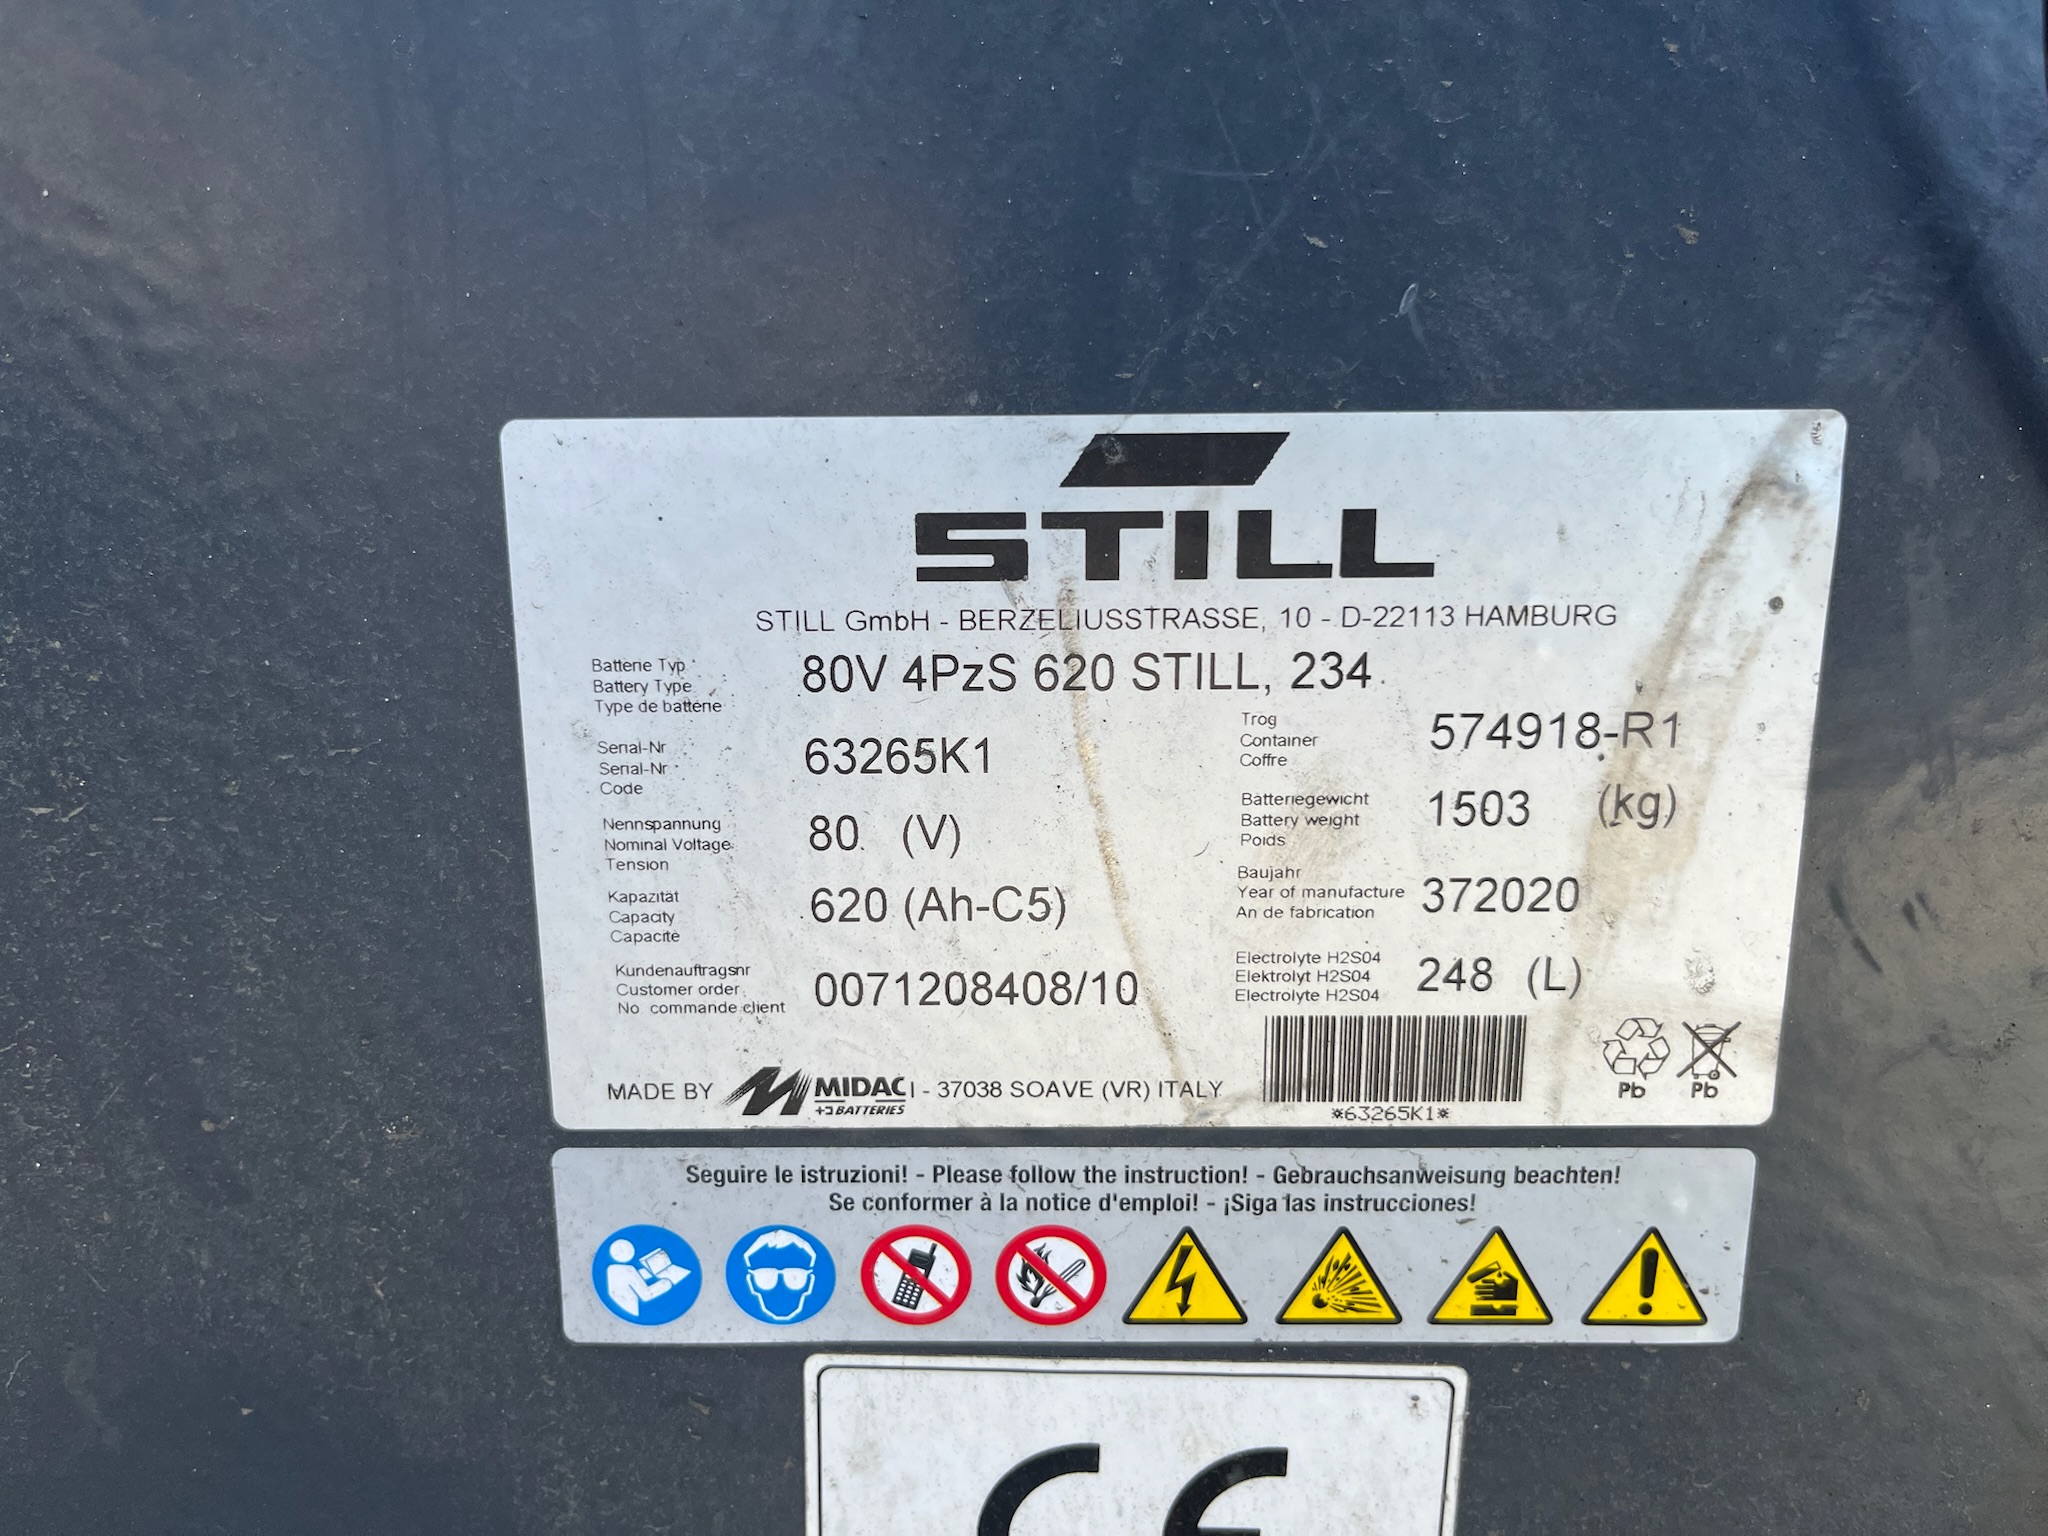 STILL
STILL GmbH - BERZELIUSSTRASSE, 10 - D-22113 HAMBURG
Batterie Typ
Battery Type
Type de batterie
80V 4PzS 620 STILL, 234
Serial-Nr
Serial-Nr
Code
63265K1
Trog
Container
Coffre
574918-R1
Nennspannung
Nominal Voltage
Tension
80 (V)
Batteriegewicht
Battery weight
Poids
1503 (kg)
Kapazität
Capacity
Capacité
620 (Ah-C5)
Baujahr
Year of manufacture
An de fabrication
372020
Kundenauftragsnr
Customer order
No commande client
0071208408/10
Electrolyte H2S04
Elektrolyt H2S04
Electrolyte H2S04
248 (L)
MADE BY MIDAC BATTERIES I - 37038 SOAVE (VR) ITALY
*63265K1*
Pb Pb
Seguire le istruzioni! - Please follow the instruction! - Gebrauchsanweisung beachten!
Se conformer à la notice d'emploi! - ¡Siga las instrucciones!
CE